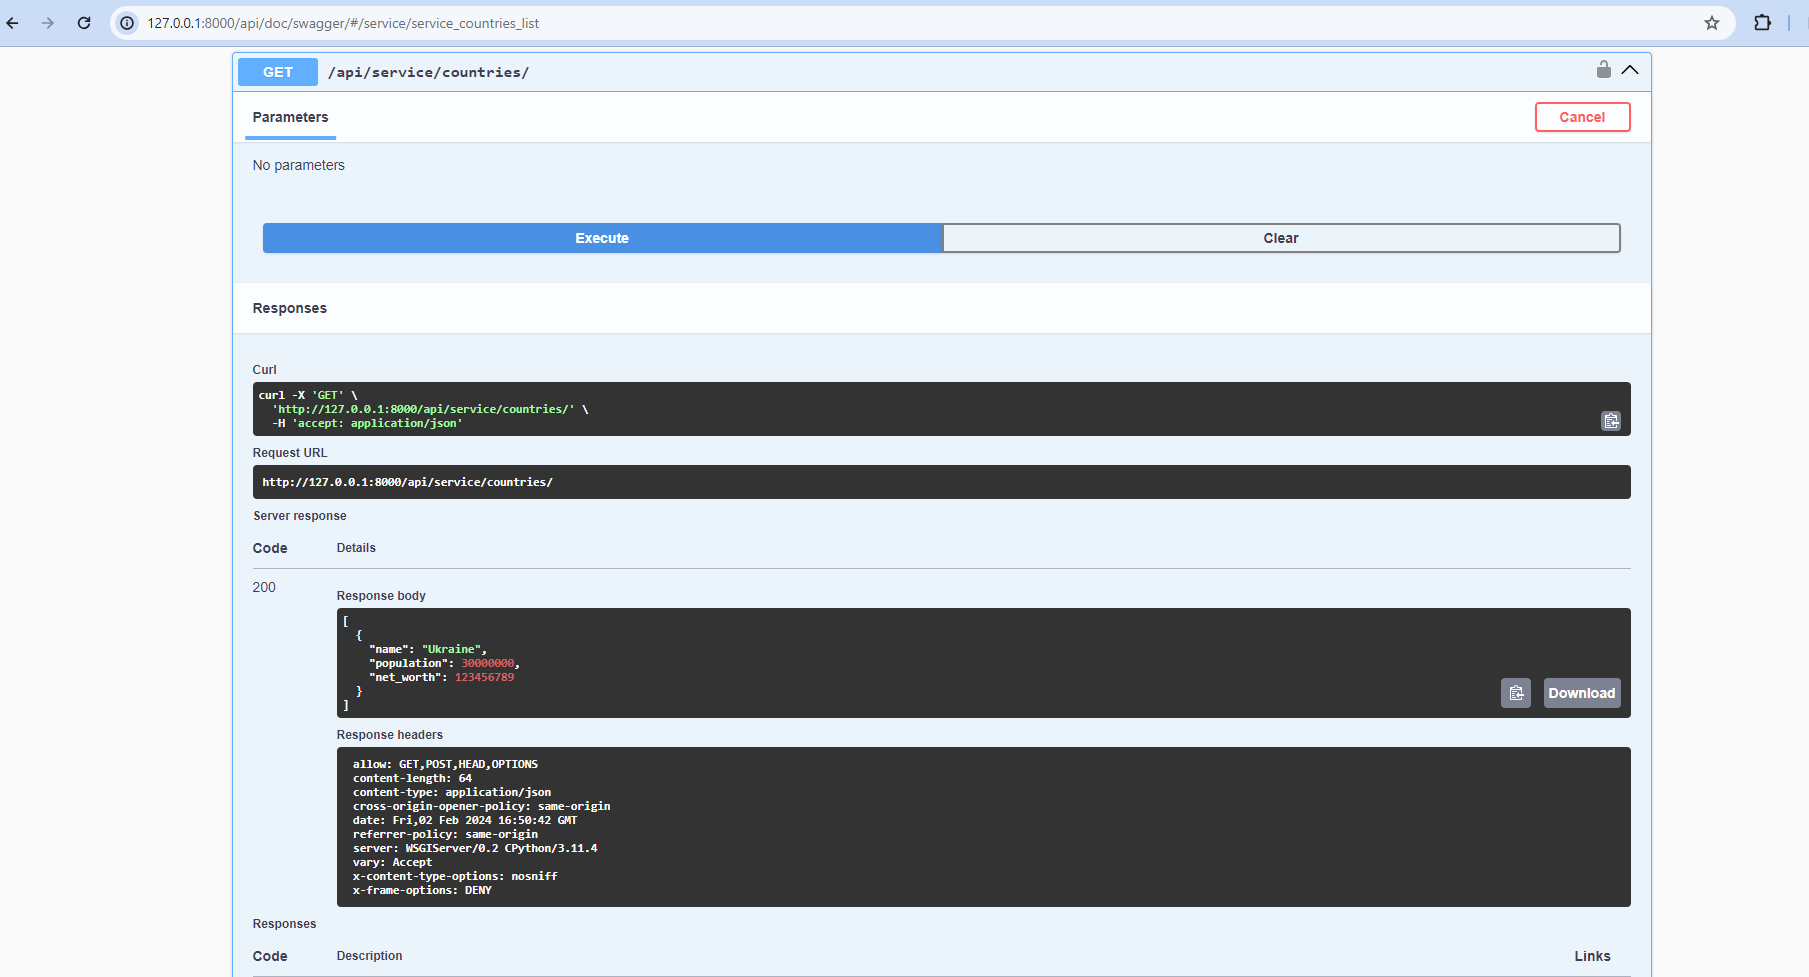 127.0.0.1:8000/api/doc/swagger/#/service/service_countries_list
GET /api/service/countries/
Parameters
Cancel
No parameters
Execute
Clear
Responses
Curl
curl -X 'GET' \
  'http://127.0.0.1:8000/api/service/countries/' \
  -H 'accept: application/json'
Request URL
http://127.0.0.1:8000/api/service/countries/
Server response
Code Details
200
Response body
[
  {
    "name": "Ukraine",
    "population": 30000000,
    "net_worth": 123456789
  }
]
Download
Response headers
allow: GET,POST,HEAD,OPTIONS
content-length: 64
content-type: application/json
cross-origin-opener-policy: same-origin
date: Fri,02 Feb 2024 16:50:42 GMT
referrer-policy: same-origin
server: WSGIServer/0.2 CPython/3.11.4
vary: Accept
x-content-type-options: nosniff
x-frame-options: DENY
Responses
Code Description Links